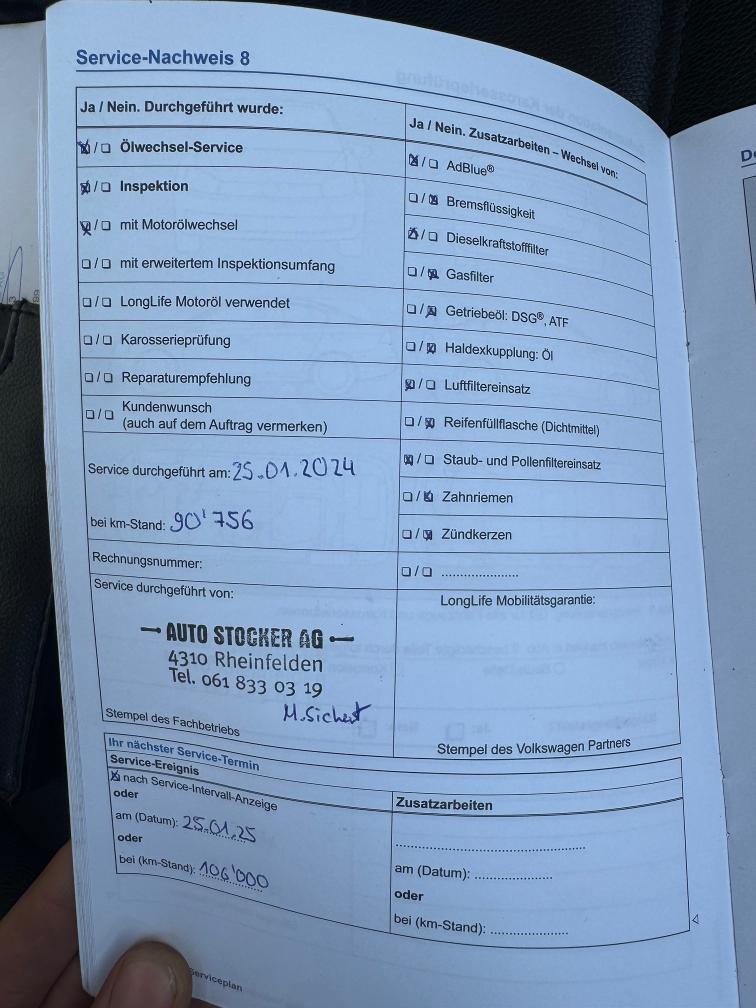 Service-Nachweis 8
Ja / Nein. Durchgeführt wurde:
☒/☐ Ölwechsel-Service
☒/☐ Inspektion
☒/☐ mit Motorölwechsel
☐/☐ mit erweitertem Inspektionsumfang
☐/☐ LongLife Motoröl verwendet
☐/☐ Karosserieprüfung
☐/☐ Reparaturempfehlung
☐/☐ Kundenwunsch
(auch auf dem Auftrag vermerken)
Service durchgeführt am: 25.01.2024
bei km-Stand: 90'756
Rechnungsnummer:
Service durchgeführt von:
AUTO STOCKER AG
4310 Rheinfelden
Tel. 061 833 03 19
M.Sichert
Stempel des Fachbetriebs
Ja / Nein. Zusatzarbeiten – Wechsel von:
☒/☐ AdBlue®
☐/☒ Bremsflüssigkeit
☒/☐ Dieselkraftstofffilter
☐/☒ Gasfilter
☐/☒ Getriebeöl: DSG®, ATF
☐/☒ Haldexkupplung: Öl
☒/☐ Luftfiltereinsatz
☐/☒ Reifenfüllflasche (Dichtmittel)
☒/☐ Staub- und Pollenfiltereinsatz
☐/☒ Zahnriemen
☐/☒ Zündkerzen
☐/☐ ......................
LongLife Mobilitätsgarantie:
Stempel des Volkswagen Partners
Ihr nächster Service-Termin
Service-Ereignis
☒ nach Service-Intervall-Anzeige
oder
am (Datum): 25.01.25
oder
bei (km-Stand): 106'000
Zusatzarbeiten
......................................................
am (Datum): ......................
oder
bei (km-Stand): ......................
Serviceplan